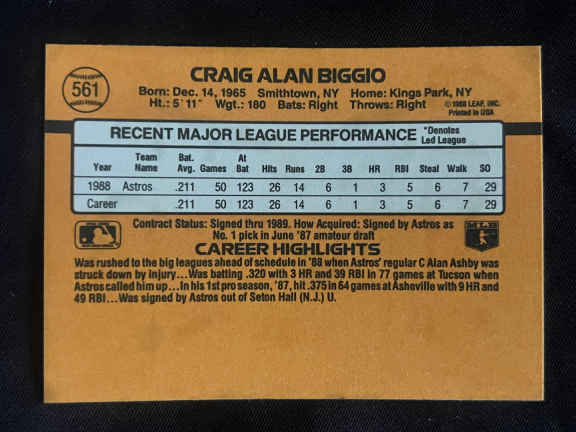 561
CRAIG ALAN BIGGIO
Born: Dec. 14, 1965 Smithtown, NY Home: Kings Park, NY
Ht.: 5'11" Wgt.: 180 Bats: Right Throws: Right © 1988 LEAF, INC.
Printed in USA
RECENT MAJOR LEAGUE PERFORMANCE *Denotes
Led League
Year Team Name Bat. Avg. Games At Bat Hits Runs 2B 3B HR RBI Steal Walk SO
1988 Astros .211 50 123 26 14 6 1 3 5 6 7 29
Career .211 50 123 26 14 6 1 3 5 6 7 29
Contract Status: Signed thru 1989. How Acquired: Signed by Astros as
No. 1 pick in June '87 amateur draft
MLBPA
CAREER HIGHLIGHTS
Was rushed to the big leagues ahead of schedule in '88 when Astros' regular C Alan Ashby was
struck down by injury...Was batting .320 with 3 HR and 39 RBI in 77 games at Tucson when
Astros called him up...In his 1st pro season, '87, hit .375 in 64 games at Asheville with 9 HR and
49 RBI...Was signed by Astros out of Seton Hall (N.J.) U.